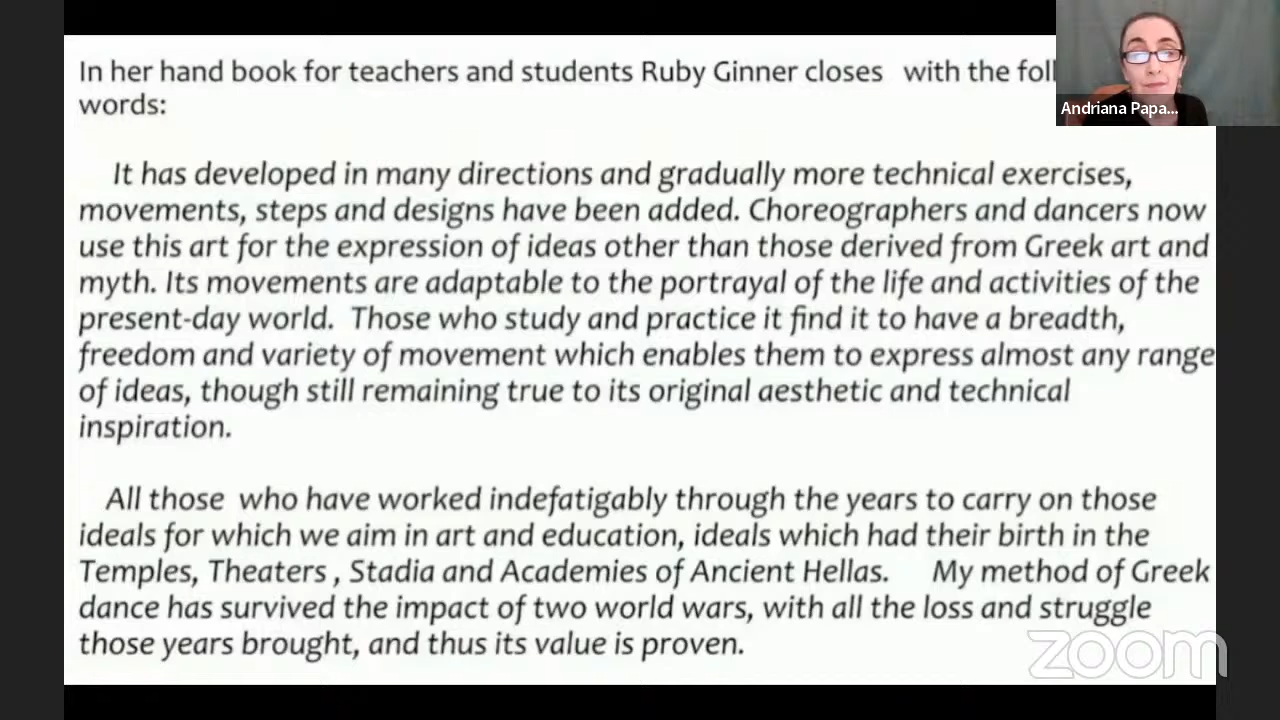 In her hand book for teachers and students Ruby Ginner closes with the
words:
It has developed in many directions and gradually more technical exercises,
movements, steps and designs have been added. Choreographers and dancers now
use this art for the expression of ideas other than those derived from Greek art and
myth. Its movements are adaptable to the portrayal of the life and activities of the
present-day world. Those who study and practice it find it to have a breadth,
freedom and variety of movement which enables them to express almost any range
of ideas, though still remaining true to its original aesthetic and technical
inspiration.
All those who have worked indefatigably through the years to carry on those
ideals for which we aim in art and education, ideals which had their birth in the
Temples, Theaters , Stadia and Academies of Ancient Hellas. My method of Greek
dance has survived the impact of two world wars, with all the loss and struggle
those years brought, and thus its value is proven.
Andriana Papa...
zoom